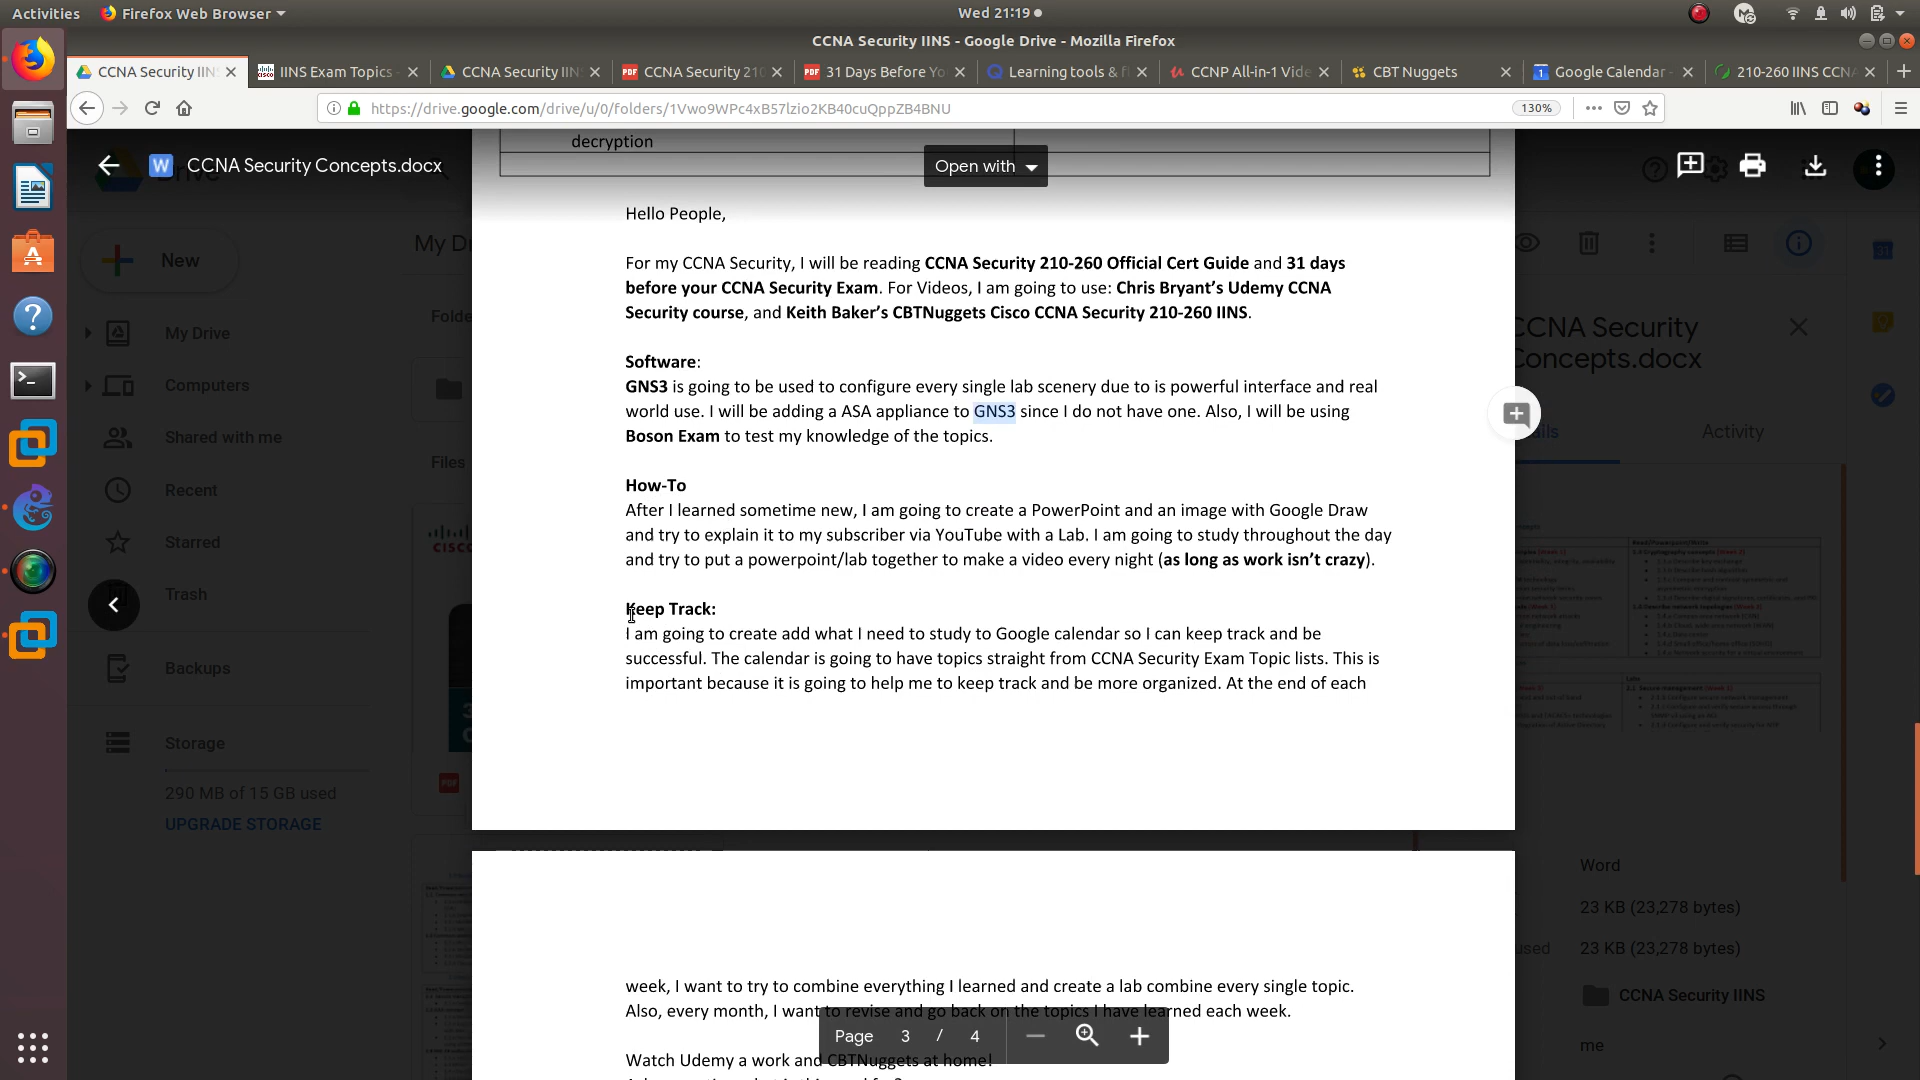 Activities
Firefox Web Browser
Wed 21:19
CCNA Security IINS - Google Drive - Mozilla Firefox
CCNA Security IIN
IINS Exam Topics -
CCNA Security IIN
CCNA Security 210
31 Days Before Yo
Learning tools & f
CCNP All-in-1 Vide
CBT Nuggets
Google Calendar -
210-260 IINS CCNA
https://drive.google.com/drive/u/0/folders/1Vwo9WPc4xB57lzio2KB40cuQppZB4BNU
130%
decryption
CCNA Security Concepts.docx
Open with
Hello People,
For my CCNA Security, I will be reading CCNA Security 210-260 Official Cert Guide and 31 days
before your CCNA Security Exam. For Videos, I am going to use: Chris Bryant's Udemy CCNA
Security course, and Keith Baker's CBTNuggets Cisco CCNA Security 210-260 IINS.
Software:
GNS3 is going to be used to configure every single lab scenery due to is powerful interface and real
world use. I will be adding a ASA appliance to GNS3 since I do not have one. Also, I will be using
Boson Exam to test my knowledge of the topics.
How-To
After I learned sometime new, I am going to create a PowerPoint and an image with Google Draw
and try to explain it to my subscriber via YouTube with a Lab. I am going to study throughout the day
and try to put a powerpoint/lab together to make a video every night (as long as work isn't crazy).
Keep Track:
I am going to create add what I need to study to Google calendar so I can keep track and be
successful. The calendar is going to have topics straight from CCNA Security Exam Topic lists. This is
important because it is going to help me to keep track and be more organized. At the end of each
week, I want to try to combine everything I learned and create a lab combine every single topic.
Also, every month, I want to revise and go back on the topics I have learned each week.
Watch Udemy a work and CBTNuggets at home!
Page 3 / 4
New
My Drive
Computers
Shared with me
Recent
Starred
Trash
Backups
Storage
290 MB of 15 GB used
UPGRADE STORAGE
My D
Folde
Files
CCNA Security
Concepts.docx
Activity
Word
23 KB (23,278 bytes)
23 KB (23,278 bytes)
CCNA Security IINS
me